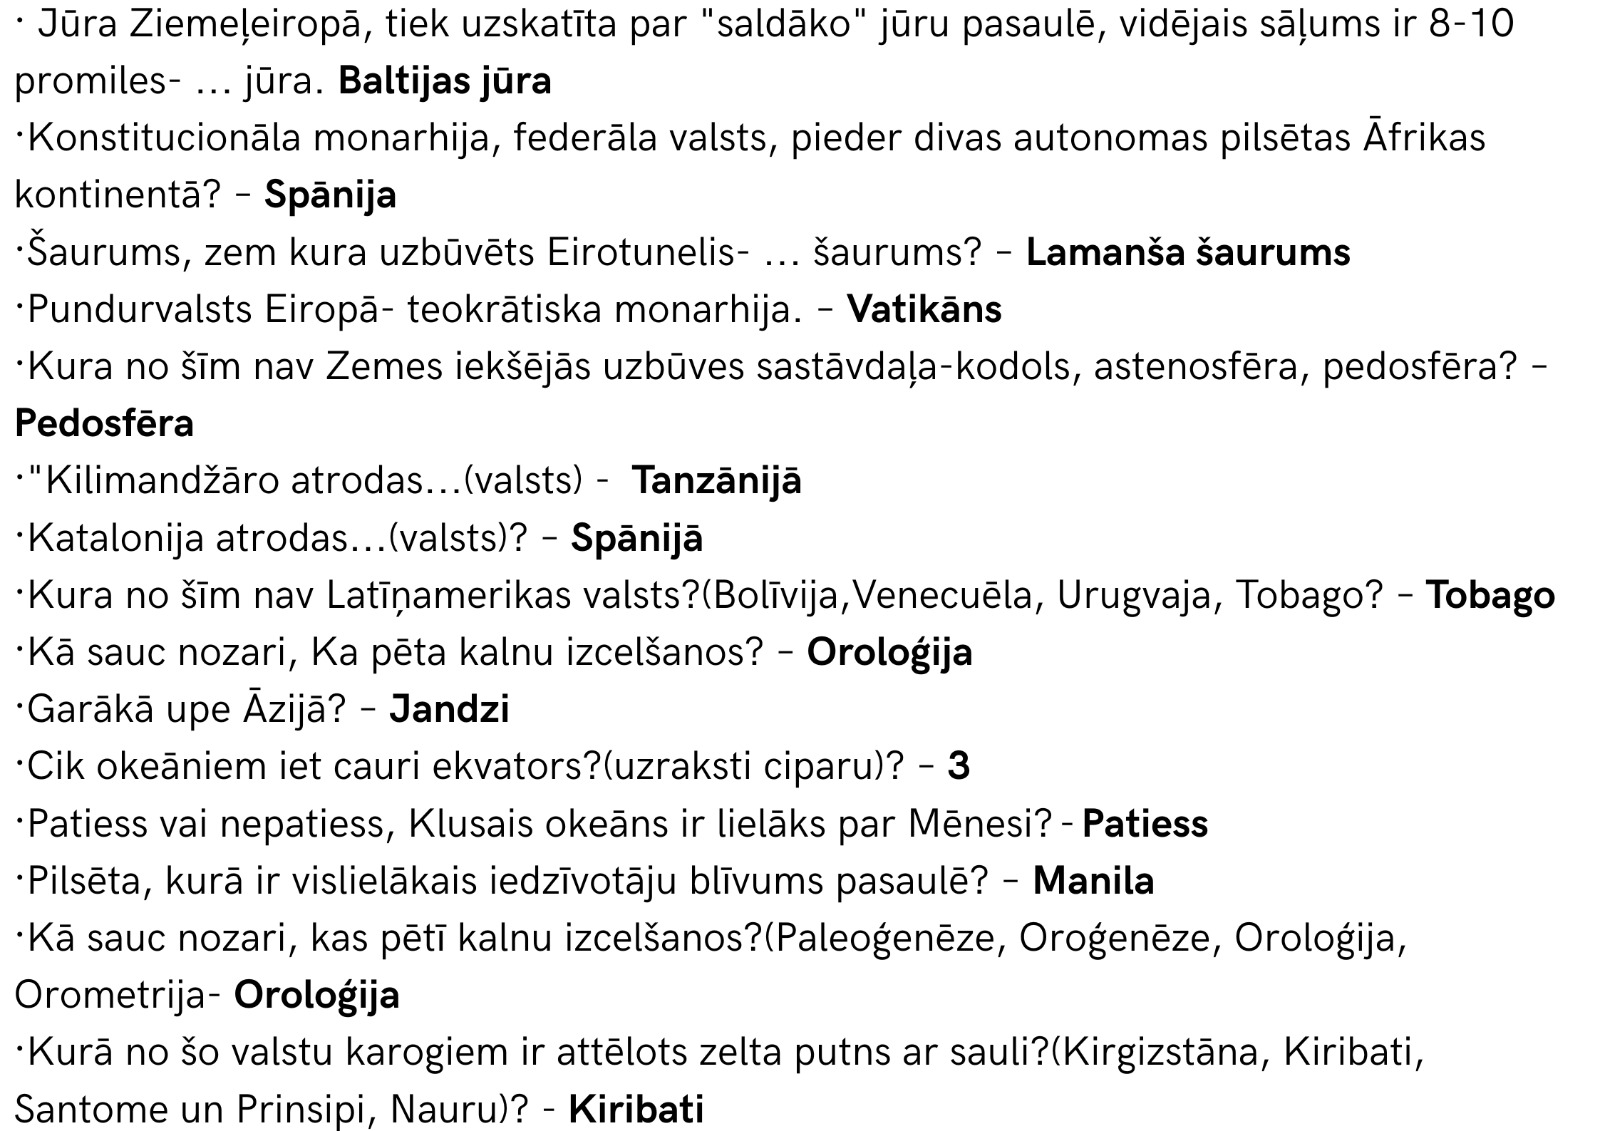 · Jūra Ziemeļeiropā, tiek uzskatīta par "saldāko" jūru pasaulē, vidējais sāļums ir 8-10
promiles- ... jūra. Baltijas jūra
·Konstitucionāla monarhija, federāla valsts, pieder divas autonomas pilsētas Āfrikas
kontinentā? – Spānija
·Šaurums, zem kura uzbūvēts Eirotunelis- ... šaurums? – Lamanša šaurums
·Pundurvalsts Eiropā- teokrātiska monarhija. – Vatikāns
·Kura no šīm nav Zemes iekšējās uzbūves sastāvdaļa-kodols, astenosfēra, pedosfēra? –
Pedosfēra
·"Kilimandžāro atrodas...(valsts) - Tanzānijā
·Katalonija atrodas...(valsts)? – Spānijā
·Kura no šīm nav Latīņamerikas valsts?(Bolīvija,Venecuēla, Urugvaja, Tobago? – Tobago
·Kā sauc nozari, Ka pēta kalnu izcelšanos? – Oroloģija
·Garākā upe Āzijā? – Jandzi
·Cik okeāniem iet cauri ekvators?(uzraksti ciparu)? – 3
·Patiess vai nepatiess, Klusais okeāns ir lielāks par Mēnesi? - Patiess
·Pilsēta, kurā ir vislielākais iedzīvotāju blīvums pasaulē? – Manila
·Kā sauc nozari, kas pētī kalnu izcelšanos?(Paleoģenēze, Oroģenēze, Oroloģija,
Orometrija- Oroloģija
·Kurā no šo valstu karogiem ir attēlots zelta putns ar sauli?(Kirgizstāna, Kiribati,
Santome un Prinsipi, Nauru)? - Kiribati